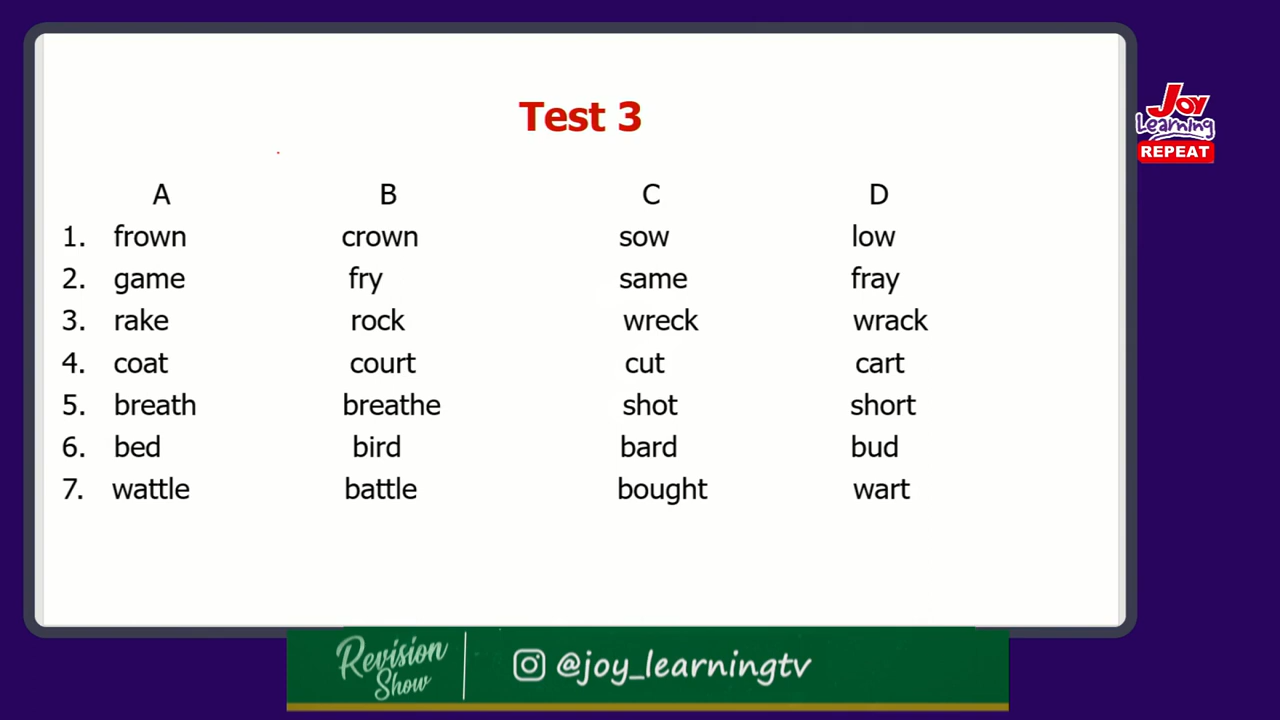 Test 3
Joy
Learning
REPEAT
A B C D
1. frown crown sow low
2. game fry same fray
3. rake rock wreck wrack
4. coat court cut cart
5. breath breathe shot short
6. bed bird bard bud
7. wattle battle bought wart
Revision
Show
@joy_learningtv